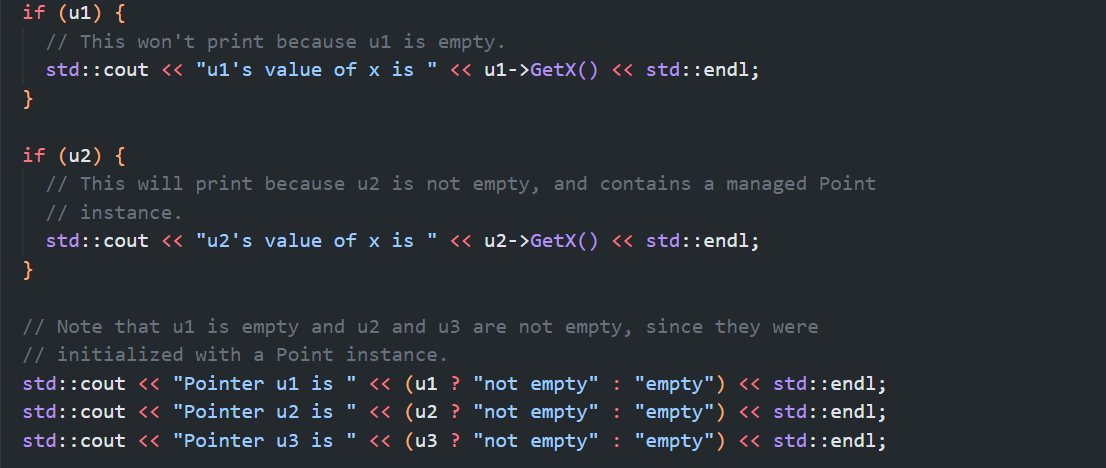 if (u1) {
  // This won't print because u1 is empty.
  std::cout << "u1's value of x is " << u1->GetX() << std::endl;
}

if (u2) {
  // This will print because u2 is not empty, and contains a managed Point
  // instance.
  std::cout << "u2's value of x is " << u2->GetX() << std::endl;
}

// Note that u1 is empty and u2 and u3 are not empty, since they were
// initialized with a Point instance.
std::cout << "Pointer u1 is " << (u1 ? "not empty" : "empty") << std::endl;
std::cout << "Pointer u2 is " << (u2 ? "not empty" : "empty") << std::endl;
std::cout << "Pointer u3 is " << (u3 ? "not empty" : "empty") << std::endl;